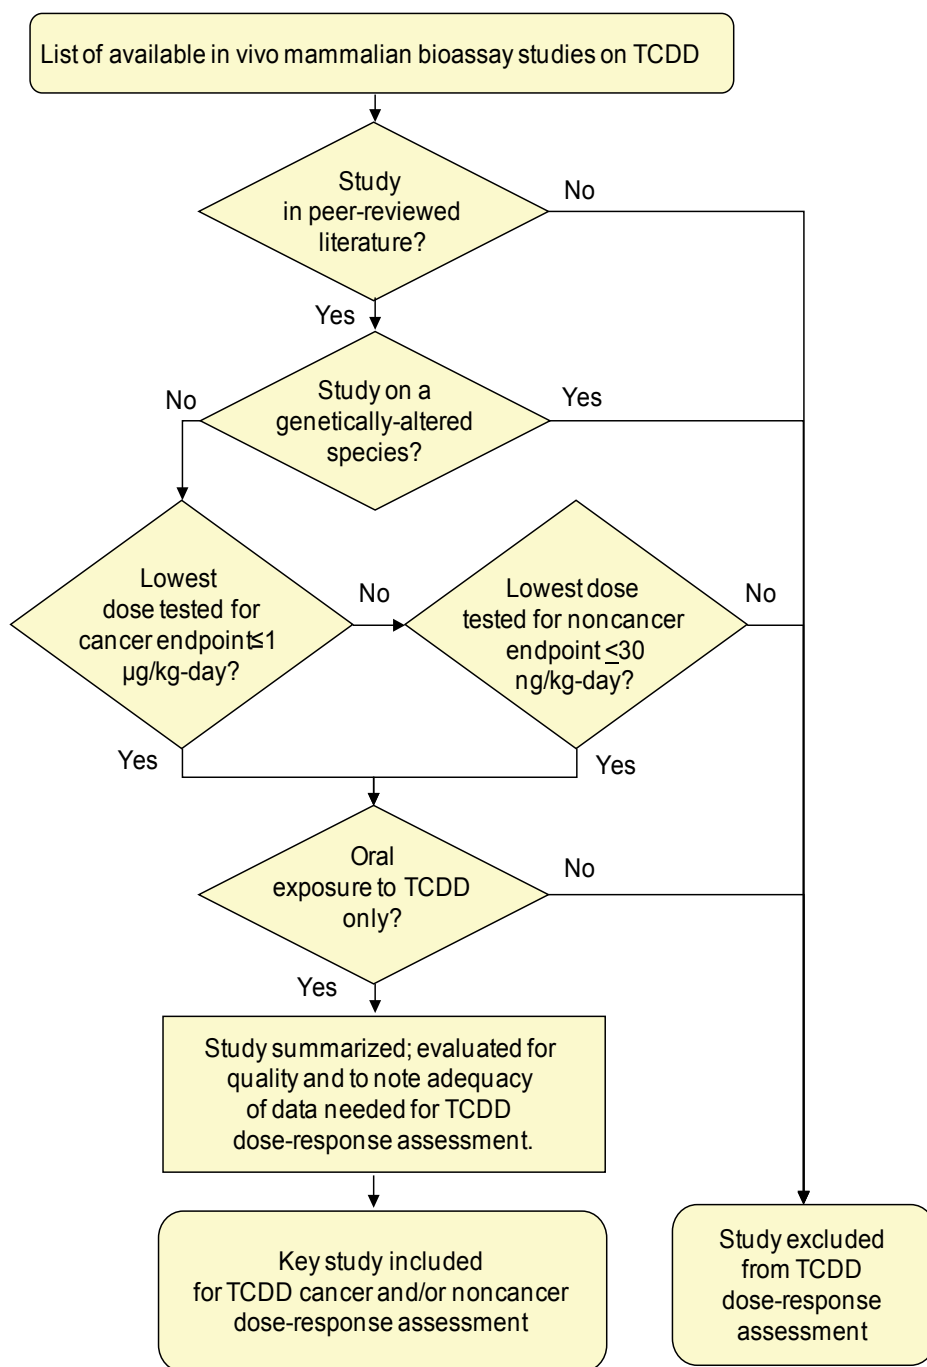 List of available in vivo mammalian bioassay studies on TCDD
Study
in peer-reviewed
literature?
No
Yes
Study on a
genetically-altered
species?
No
Yes
Lowest
dose tested for
cancer endpoint≤1
µg/kg-day?
No
Lowest dose
tested for noncancer
endpoint ≤30
ng/kg-day?
No
Yes
Yes
Oral
exposure to TCDD
only?
No
Yes
Study summarized; evaluated for
quality and to note adequacy
of data needed for TCDD
dose-response assessment.
Key study included
for TCDD cancer and/or noncancer
dose-response assessment
Study excluded
from TCDD
dose-response
assessment